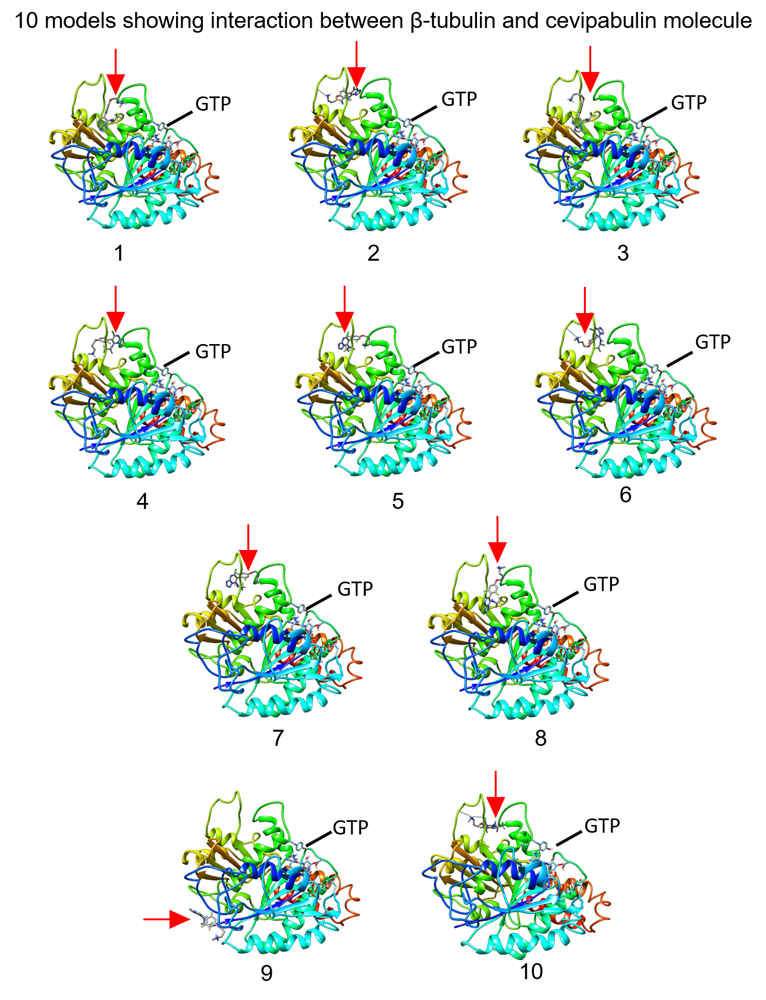 10 models showing interaction between β-tubulin and cevipabulin molecule
GTP
GTP
GTP
1
2
3
GTP
GTP
GTP
4
5
6
GTP
GTP
7
8
GTP
GTP
9
10